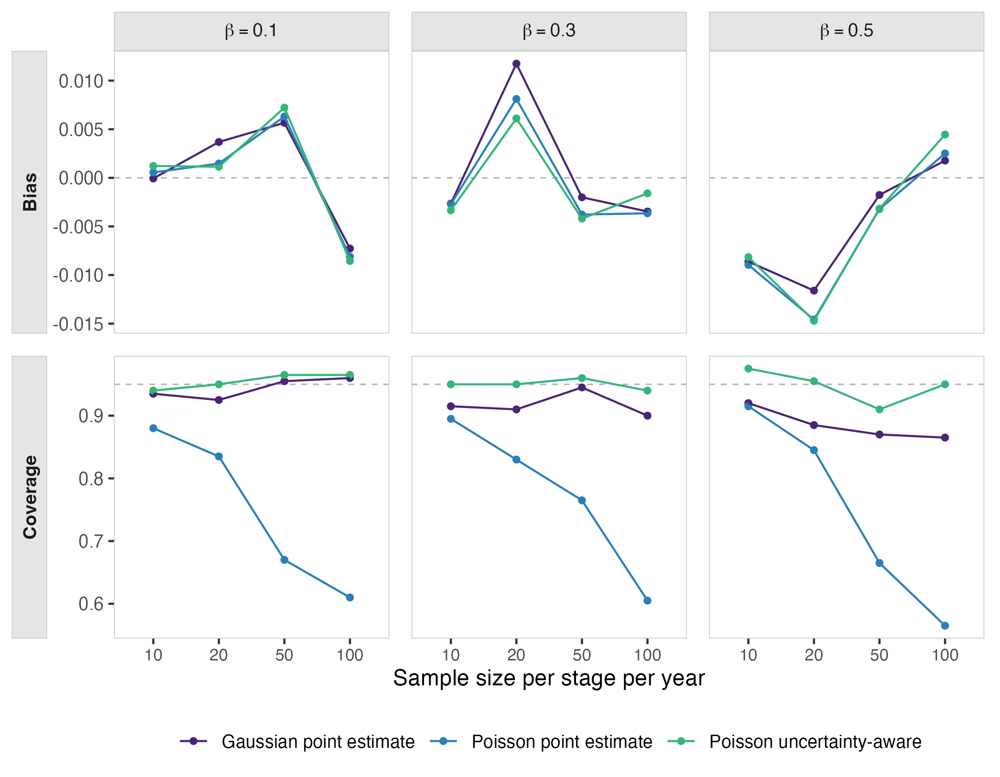 β = 0.1
β = 0.3
β = 0.5
Bias
0.010
0.005
0.000
-0.005
-0.010
-0.015
Coverage
0.9
0.8
0.7
0.6
10 20 50 100
10 20 50 100
10 20 50 100
Sample size per stage per year
Gaussian point estimate
Poisson point estimate
Poisson uncertainty-aware